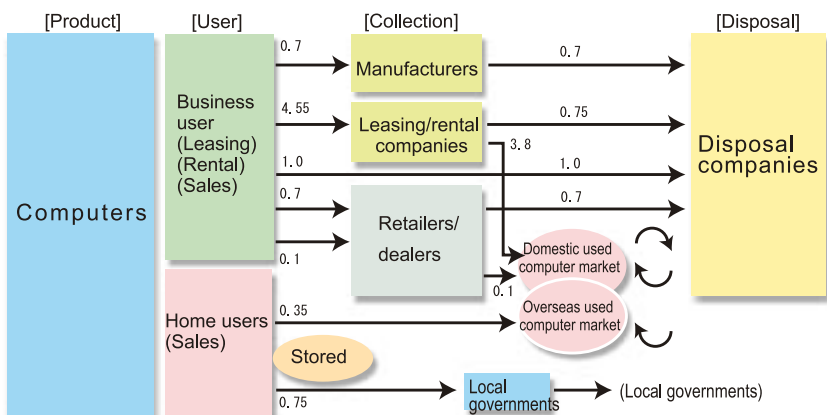 [Product]
[User]
[Collection]
[Disposal]
Computers
Business
user
(Leasing)
(Rental)
(Sales)
0.7
Manufacturers
0.7
4.55
Leasing/rental
companies
0.75
3.8
1.0
1.0
0.7
Retailers/
dealers
0.7
0.1
0.1
Disposal
companies
Domestic used
computer market
Home users
(Sales)
0.35
Overseas used
computer market
Stored
0.75
Local
governments
(Local governments)